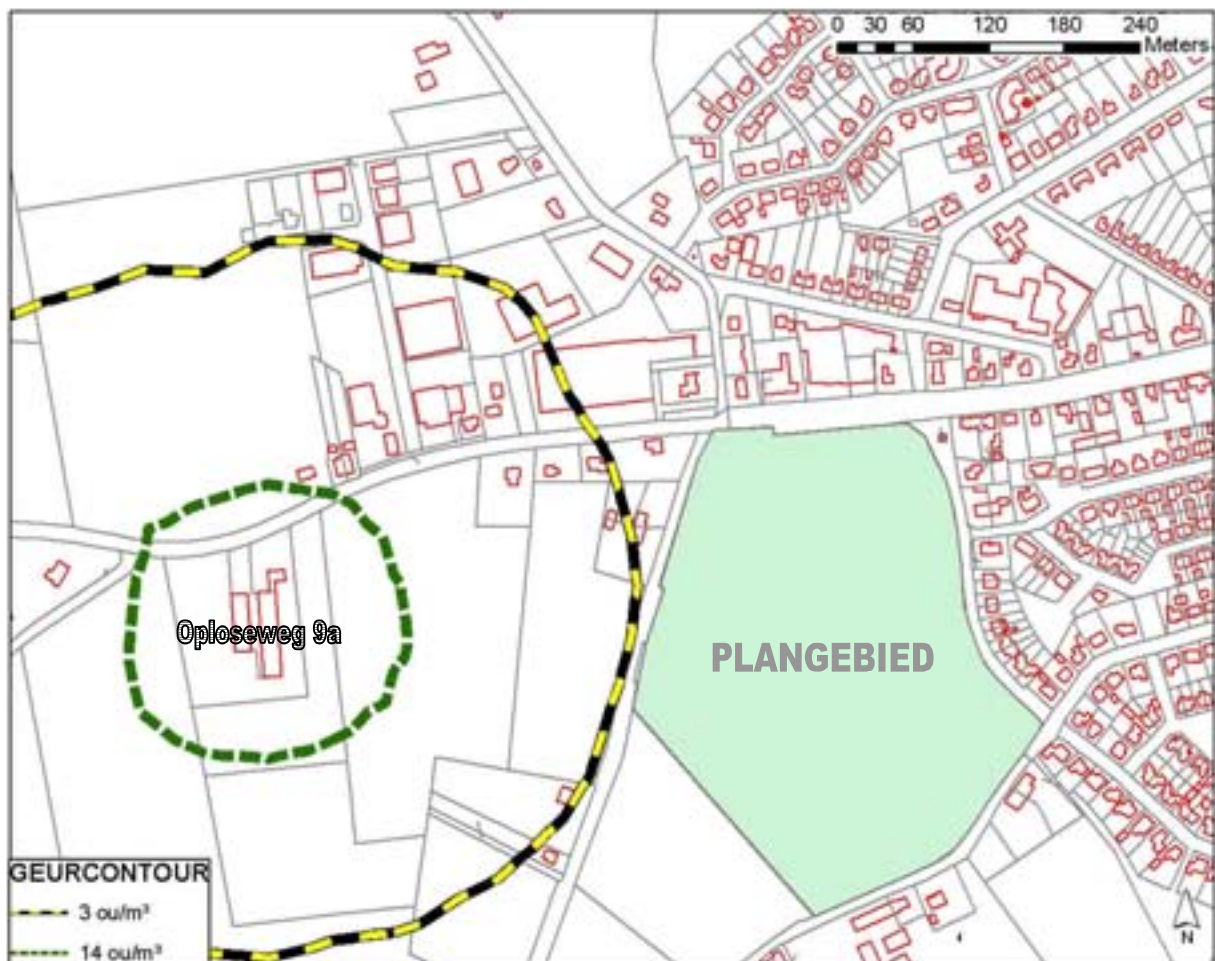 0 30 60 120 180 240
Meters
Oploseweg 9a
PLANGEBIED
GEURCONTOUR
3 ou/m³
14 ou/m³
N